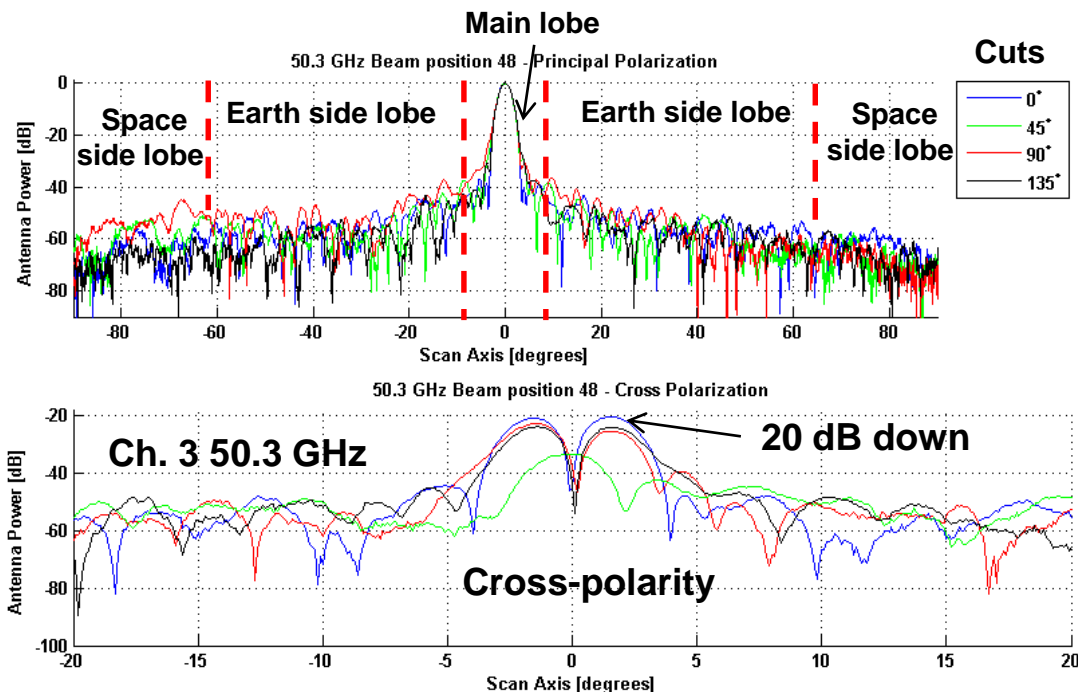 Main lobe
50.3 GHz Beam position 48 - Principal Polarization
Cuts
0°
45°
90°
135°
Space
side lobe
Earth side lobe
Earth side lobe
Space
side lobe
Antenna Power [dB]
0
-20
-40
-60
-80
-80
-60
-40
-20
0
20
40
60
80
Scan Axis [degrees]
50.3 GHz Beam position 48 - Cross Polarization
Ch. 3 50.3 GHz
20 dB down
Cross-polarity
Antenna Power [dB]
-20
-40
-60
-80
-100
-20
-15
-10
-5
0
5
10
15
20
Scan Axis [degrees]